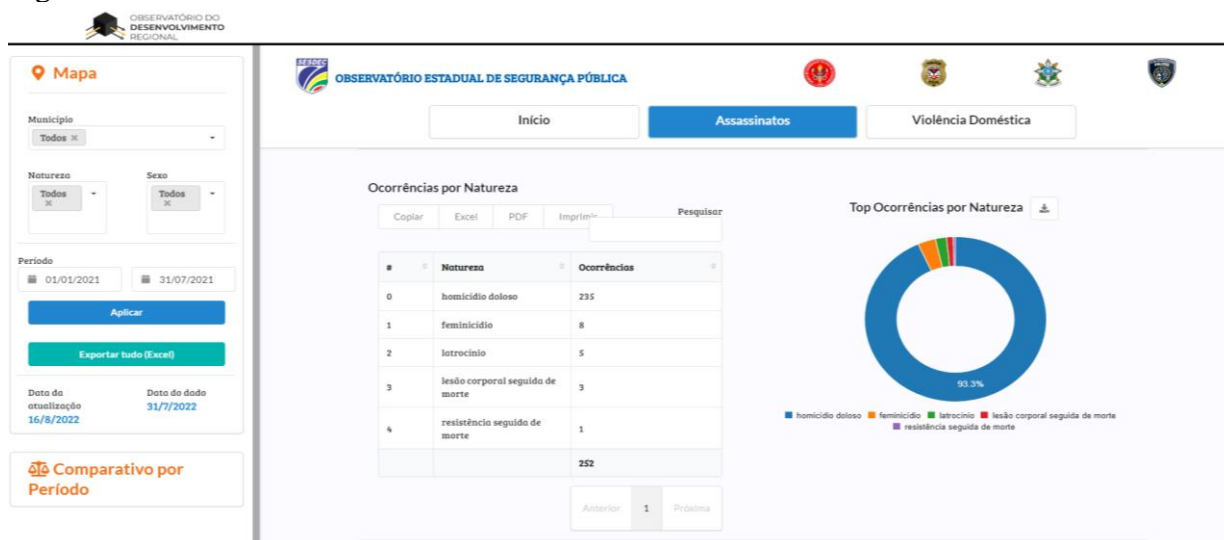 OBSERVATÓRIO DO
DESENVOLVIMENTO
REGIONAL
Mapa
Município
Todos ×
Natureza
Sexo
Todos ×
Todos ×
Período
01/01/2021
31/07/2021
Aplicar
Exportar tudo (Excel)
Data da atualização
16/8/2022
Data do dado
31/7/2022
Comparativo por
Período
SESDEC
OBSERVATÓRIO ESTADUAL DE SEGURANÇA PÚBLICA
Início
Assassinatos
Violência Doméstica
Ocorrências por Natureza
Copiar
Excel
PDF
Imprimir
Pesquisar
# Natureza Ocorrências
0 homicídio doloso 235
1 feminicídio 8
2 latrocínio 5
3 lesão corporal seguida de morte 3
4 resistência seguida de morte 1
252
Anterior 1 Próxima
Top Ocorrências por Natureza
93.3%
homicídio doloso feminicídio latrocínio lesão corporal seguida de morte
resistência seguida de morte